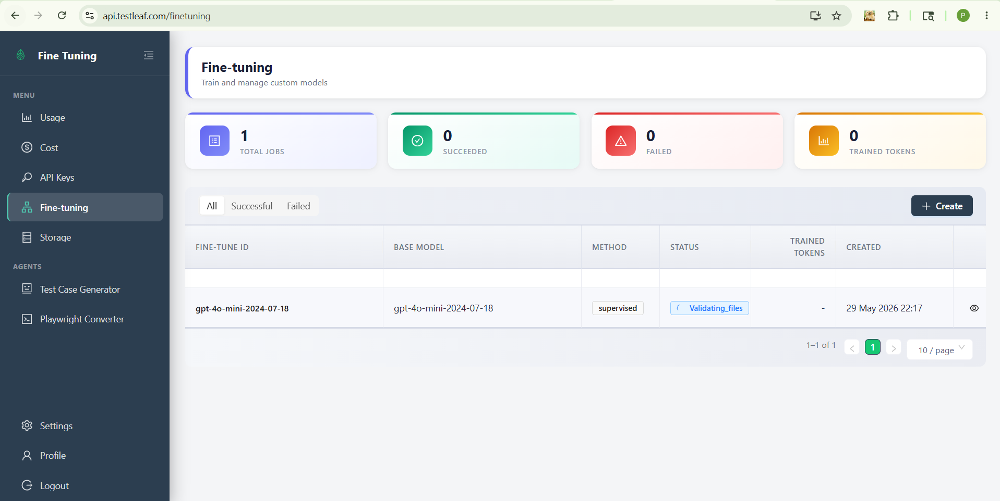 api.testleaf.com/finetuning
P
Fine Tuning
MENU
Usage
Cost
API Keys
Fine-tuning
Storage
AGENTS
Test Case Generator
Playwright Converter
Settings
Profile
Logout
Fine-tuning
Train and manage custom models
1
TOTAL JOBS
0
SUCCEEDED
0
FAILED
0
TRAINED TOKENS
All Successful Failed
+ Create
FINE-TUNE ID BASE MODEL METHOD STATUS TRAINED TOKENS CREATED
gpt-4o-mini-2024-07-18 gpt-4o-mini-2024-07-18 supervised Validating_files - 29 May 2026 22:17
1–1 of 1 < 1 > 10 / page